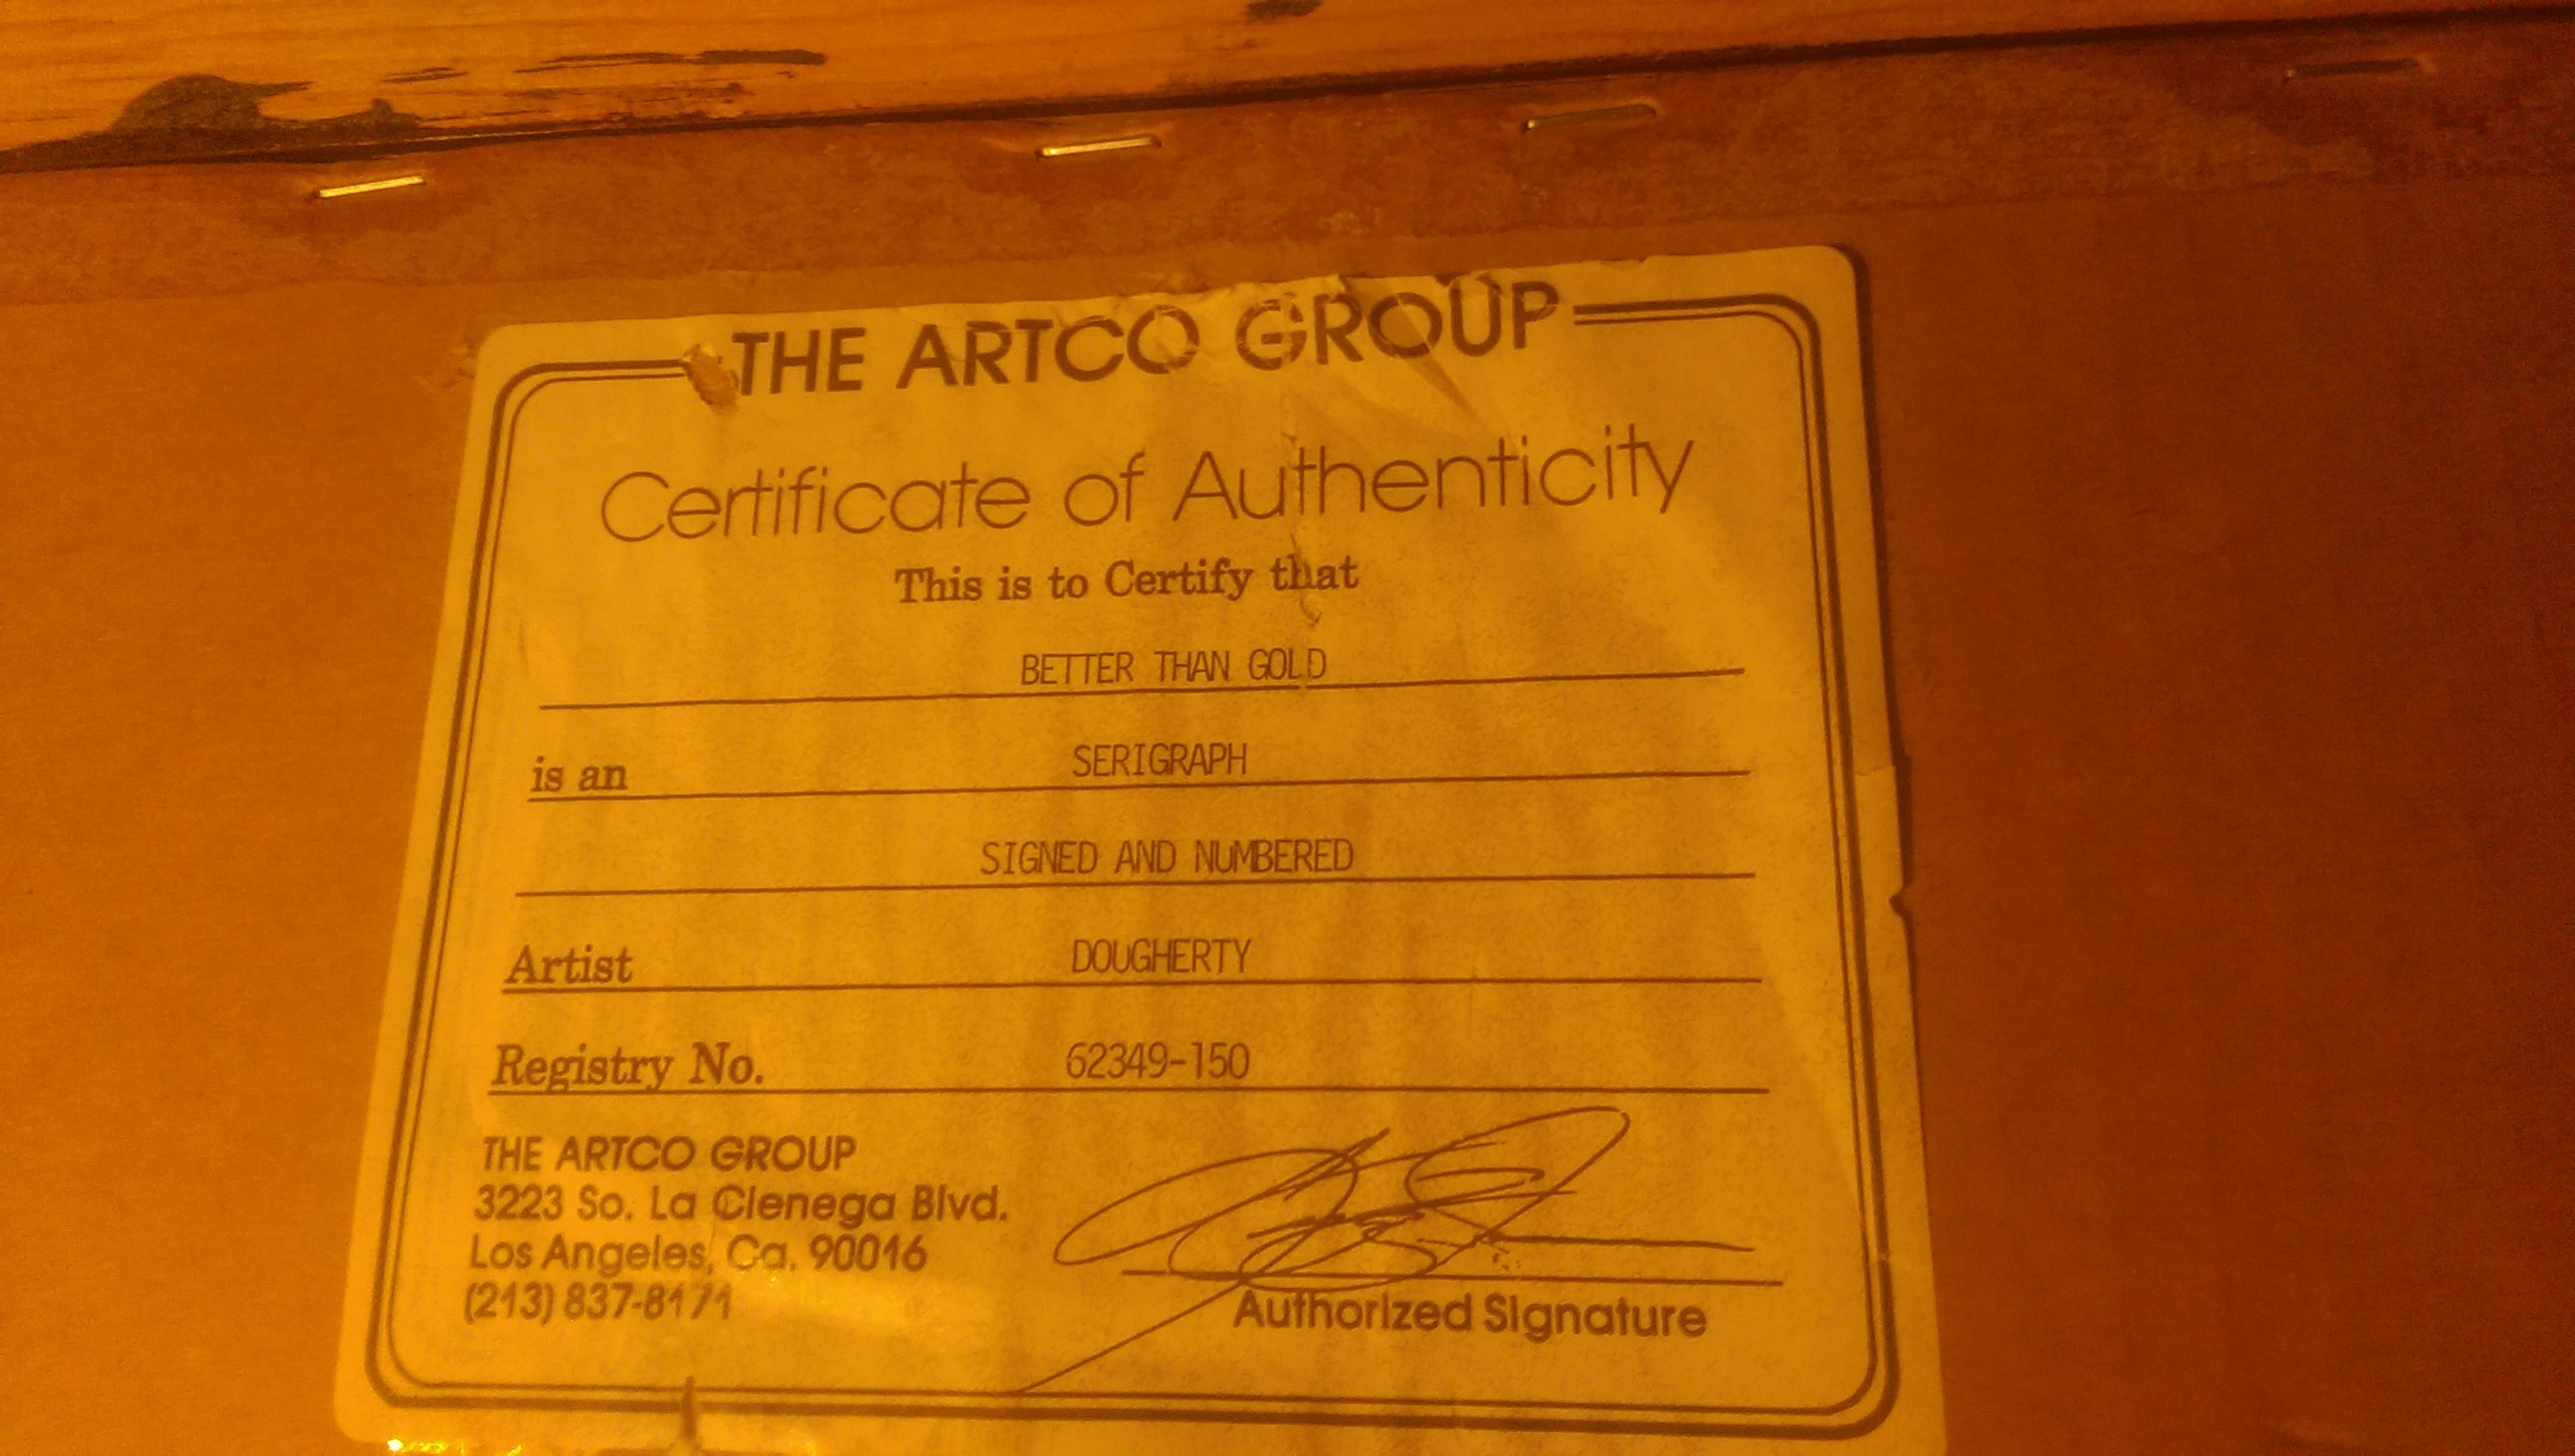 THE ARTCO GROUP
Certificate of Authenticity
This is to Certify that
BETTER THAN GOLD
is an SERIGRAPH
SIGNED AND NUMBERED
Artist DOUGHERTY
Registry No. 62349-150
THE ARTCO GROUP
3223 So. La Cienega Blvd.
Los Angeles, Ca. 90016
(213) 837-8171
Authorized Signature